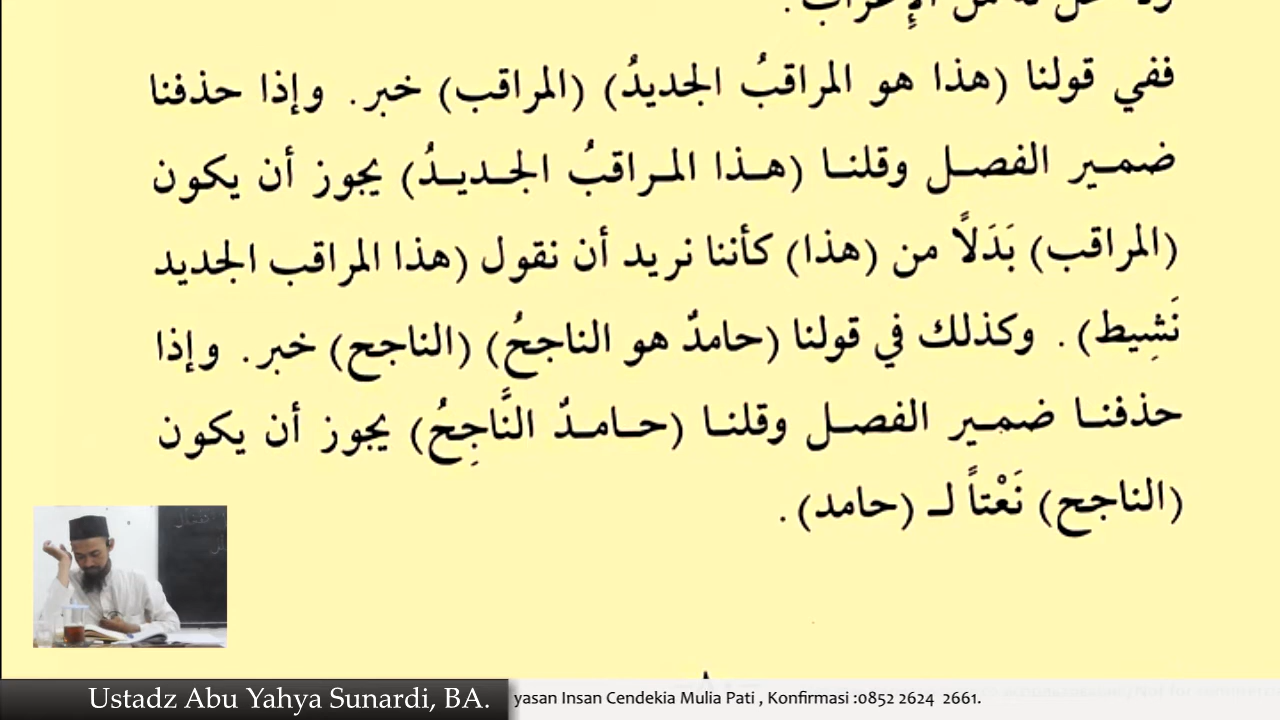 ففي قولنا (هذا هو المراقبُ الجديدُ) (المراقب) خبر. وإذا حذفنا
ضمير الفصل وقلنا (هذا المراقبُ الجديدُ) يجوز أن يكون
(المراقب) بَدَلاً من (هذا) كأننا نريد أن نقول (هذا المراقب الجديد
نَشِيط). وكذلك في قولنا (حامدٌ هو الناجحُ) (الناجح) خبر. وإذا
حذفنا ضمير الفصل وقلنا (حامدٌ النَّاجِحُ) يجوز أن يكون
(الناجح) نَعْتاً لـ (حامد).
Ustadz Abu Yahya Sunardi, BA.
yasan Insan Cendekia Mulia Pati , Konfirmasi :0852 2624 2661.